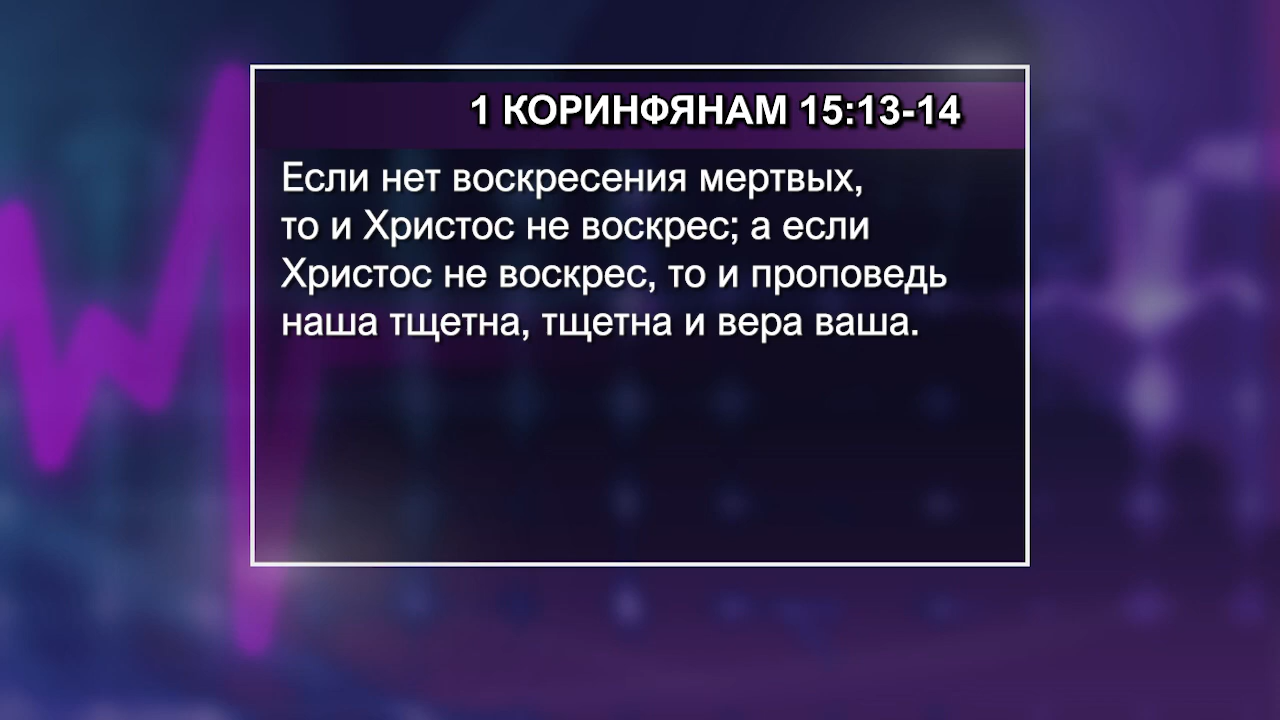 1 КОРИНФЯНАМ 15:13-14
Если нет воскресения мертвых,
то и Христос не воскрес; а если
Христос не воскрес, то и проповедь
наша тщетна, тщетна и вера ваша.